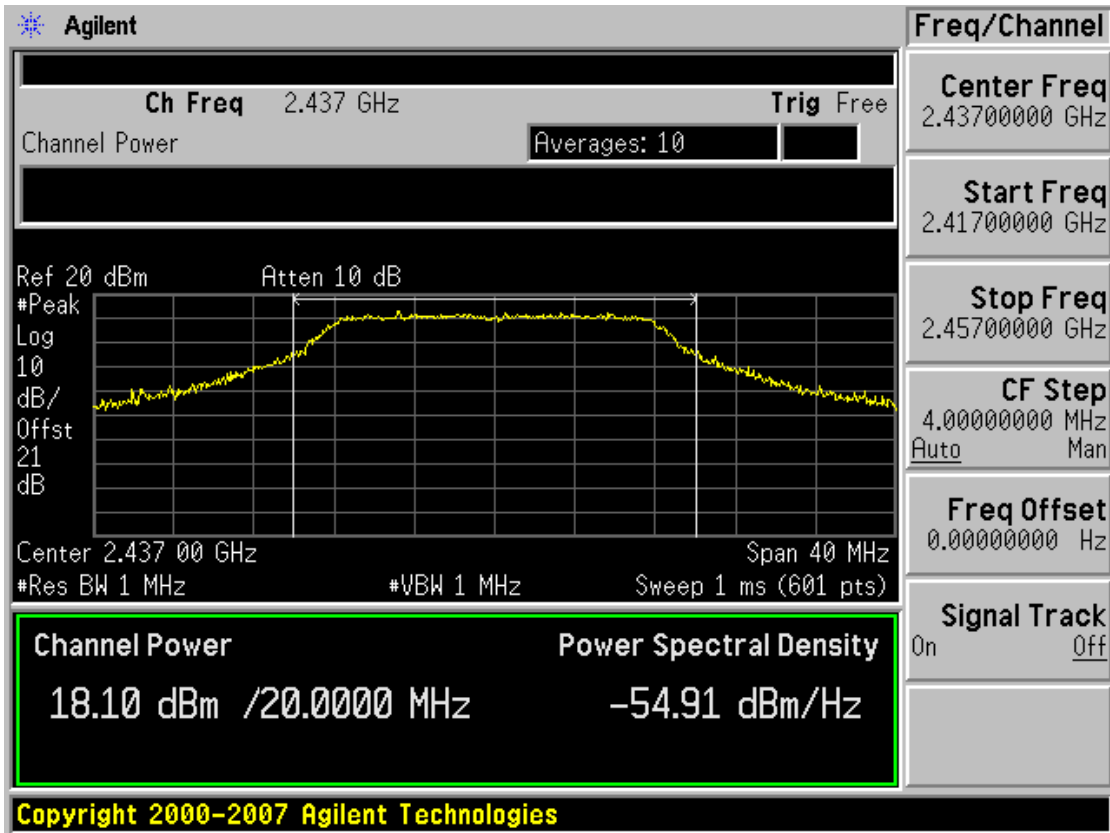 Agilent
Freq/Channel
Ch Freq 2.437 GHz Trig Free
Channel Power Averages: 10
Ref 20 dBm Atten 10 dB
#Peak
Log
10
dB/
Offst
21
dB
Center 2.437 00 GHz Span 40 MHz
#Res BW 1 MHz #VBW 1 MHz Sweep 1 ms (601 pts)
Channel Power Power Spectral Density
18.10 dBm /20.0000 MHz -54.91 dBm/Hz
Copyright 2000-2007 Agilent Technologies
Center Freq
2.43700000 GHz
Start Freq
2.41700000 GHz
Stop Freq
2.45700000 GHz
CF Step
4.00000000 MHz
Auto Man
Freq Offset
0.00000000 Hz
Signal Track
On Off